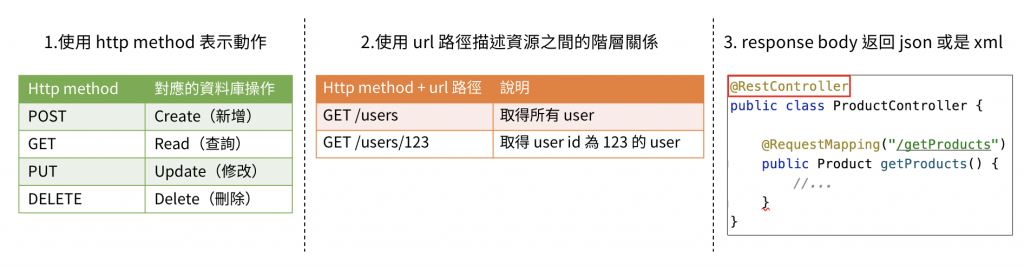 1.使用 http method 表示動作
Http method 對應的資料庫操作
POST Create（新增）
GET Read（查詢）
PUT Update（修改）
DELETE Delete（刪除）
2.使用 url 路徑描述資源之間的階層關係
Http method + url 路徑 說明
GET /users 取得所有 user
GET /users/123 取得 user id 為 123 的 user
3. response body 返回 json 或是 xml
@RestController
public class ProductController {
@RequestMapping("/getProducts")
public Product getProducts() {
//...
}
}